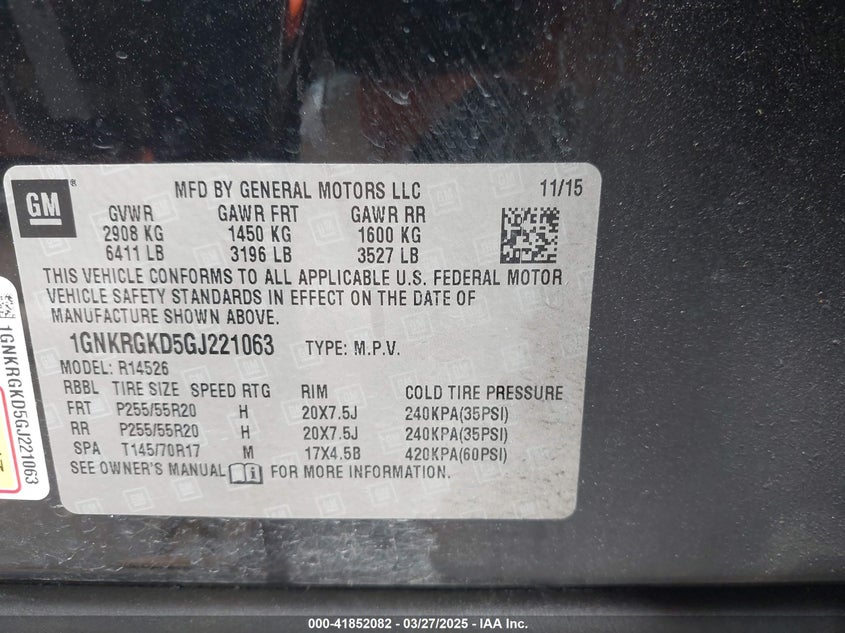 GM
MFD BY GENERAL MOTORS LLC 11/15
GVWR GAWR FRT GAWR RR
2908 KG 1450 KG 1600 KG
6411 LB 3196 LB 3527 LB
THIS VEHICLE CONFORMS TO ALL APPLICABLE U.S. FEDERAL MOTOR
VEHICLE SAFETY STANDARDS IN EFFECT ON THE DATE OF
MANUFACTURE SHOWN ABOVE.
1GNKRGKD5GJ221063 TYPE: M.P.V.
MODEL: R14526
RBBL TIRE SIZE SPEED RTG RIM COLD TIRE PRESSURE
FRT P255/55R20 H 20X7.5J 240KPA(35PSI)
RR P255/55R20 H 20X7.5J 240KPA(35PSI)
SPA T145/70R17 M 17X4.5B 420KPA(60PSI)
SEE OWNER'S MANUAL i FOR MORE INFORMATION.
1GNKRGKD5GJ221063
000-41852082 - 03/27/2025 - IAA Inc.